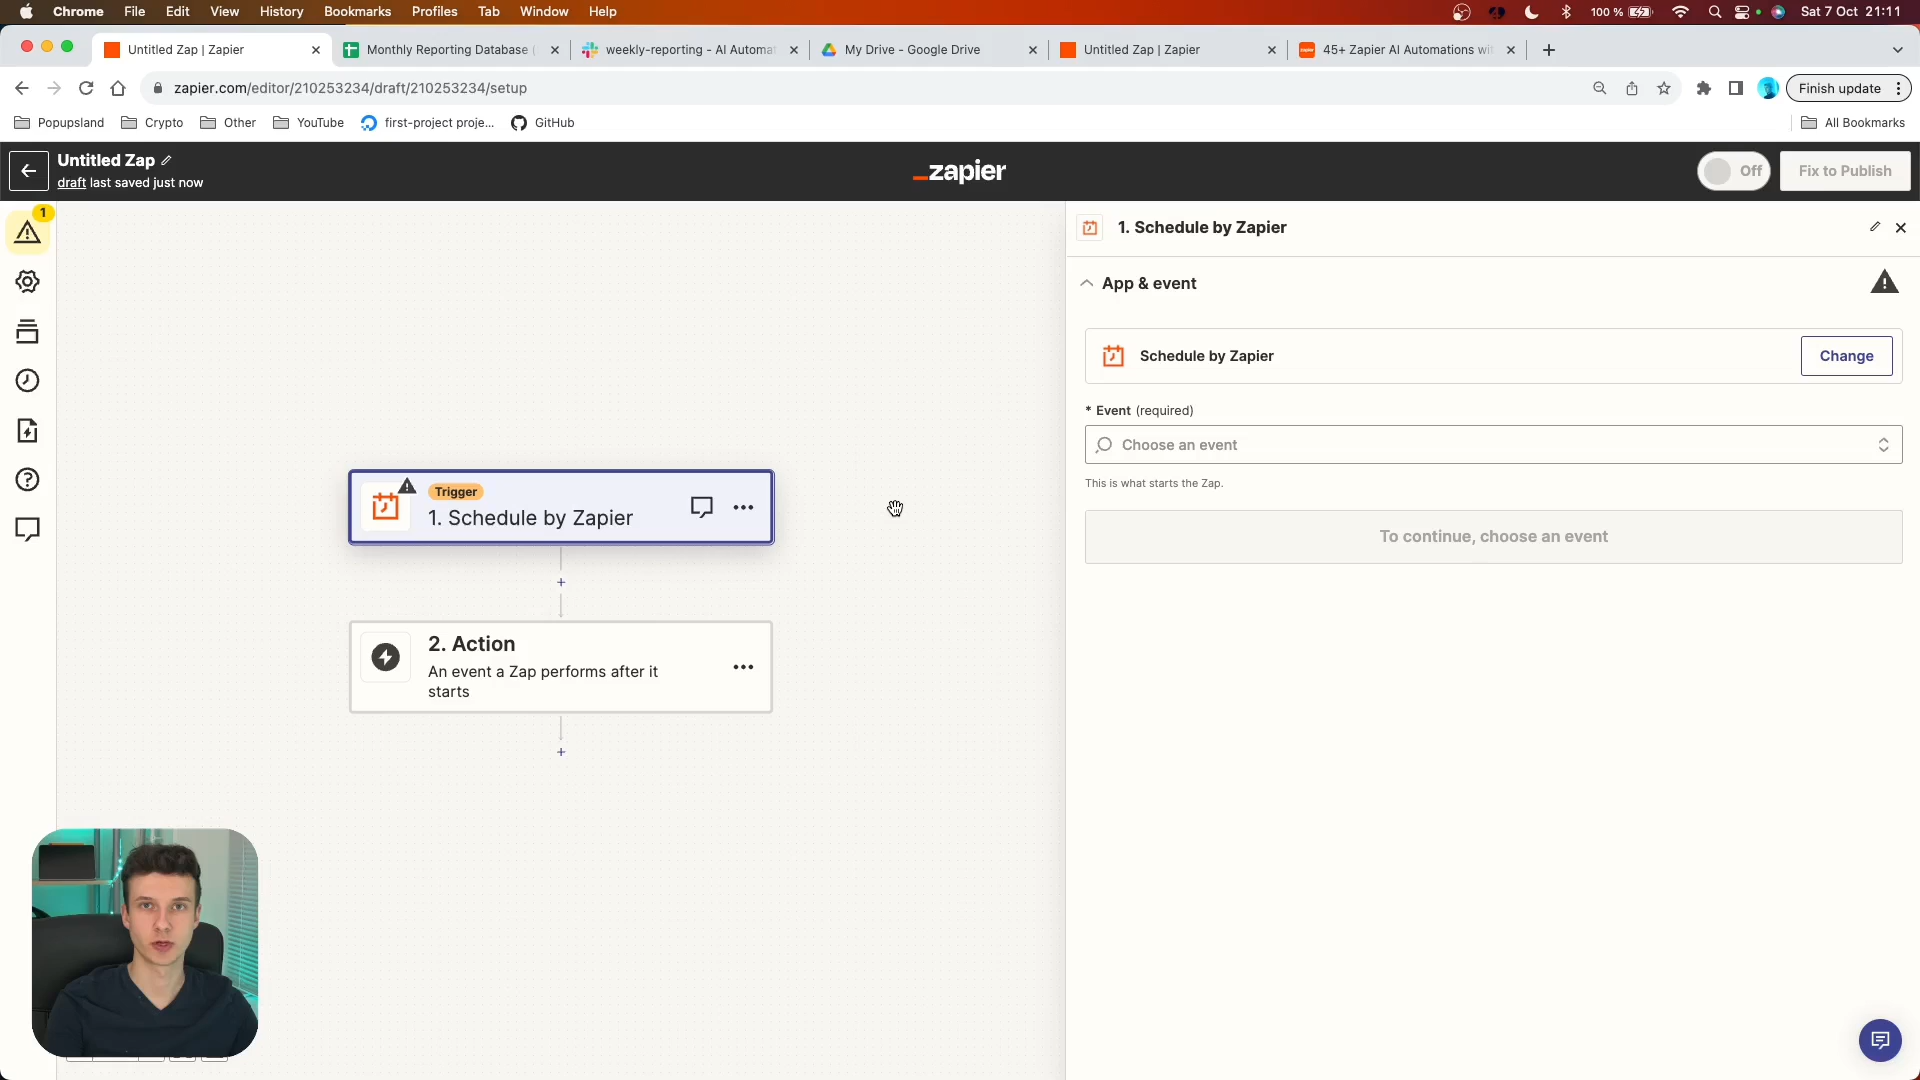 Chrome File Edit View History Bookmarks Profiles Tab Window Help 100 % Sat 7 Oct 21:11
Untitled Zap | Zapier Monthly Reporting Database ( weekly-reporting - AI Automat My Drive - Google Drive Untitled Zap | Zapier 45+ Zapier AI Automations wit
zapier.com/editor/210253234/draft/210253234/setup Finish update
Popupsland Crypto Other YouTube first-project proje... GitHub All Bookmarks
Untitled Zap
draft last saved just now
_zapier
Off Fix to Publish
1
1. Schedule by Zapier
App & event
Schedule by Zapier Change
* Event (required)
Choose an event
This is what starts the Zap.
To continue, choose an event
Trigger
1. Schedule by Zapier
2. Action
An event a Zap performs after it
starts